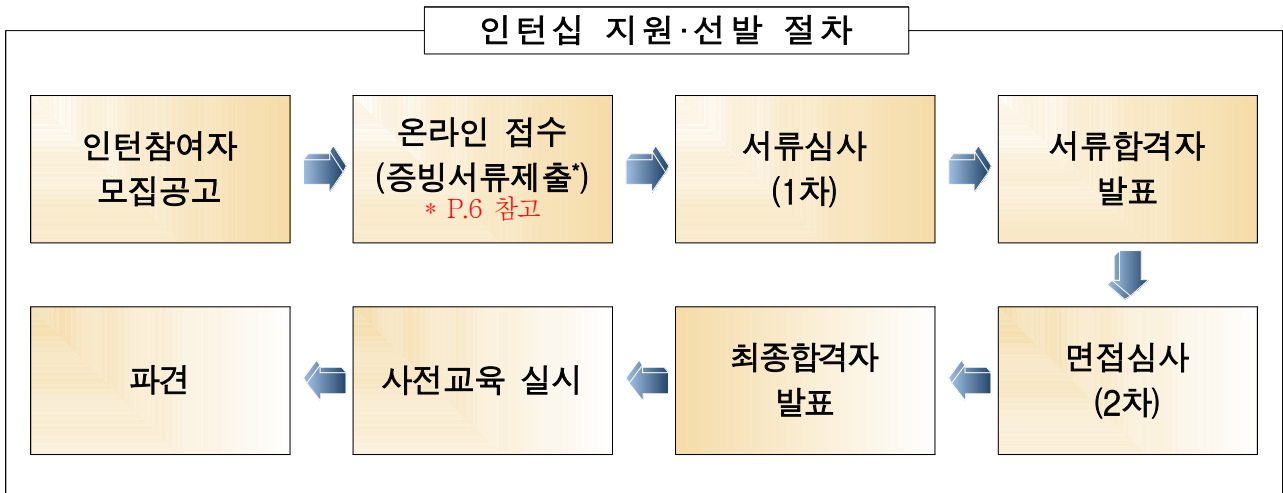 인턴십 지원·선발 절차
인턴참여자
모집공고
온라인 접수
(증빙서류제출*)
* P.6 참고
서류심사
(1차)
서류합격자
발표
면접심사
(2차)
최종합격자
발표
사전교육 실시
파견